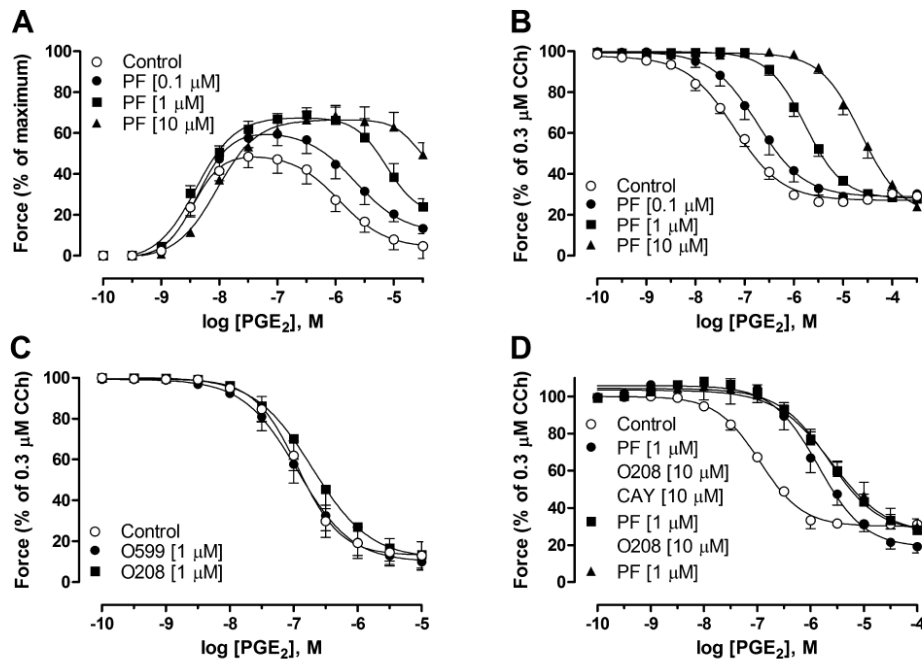 A
Force (% of maximum)
100
80
60
40
20
0
Control
PF [0.1 µM]
PF [1 µM]
PF [10 µM]
-10 -9 -8 -7 -6 -5
log [PGE2], M
B
Force (% of 0.3 µM CCh)
100
80
60
40
20
0
Control
PF [0.1 µM]
PF [1 µM]
PF [10 µM]
-10 -9 -8 -7 -6 -5 -4
log [PGE2], M
C
Force (% of 0.3 µM CCh)
100
80
60
40
20
0
Control
O599 [1 µM]
O208 [1 µM]
-10 -9 -8 -7 -6 -5
log [PGE2], M
D
Force (% of 0.3 µM CCh)
100
80
60
40
20
0
Control
PF [1 µM]
O208 [10 µM]
CAY [10 µM]
PF [1 µM]
O208 [10 µM]
PF [1 µM]
-10 -9 -8 -7 -6 -5 -4
log [PGE2], M